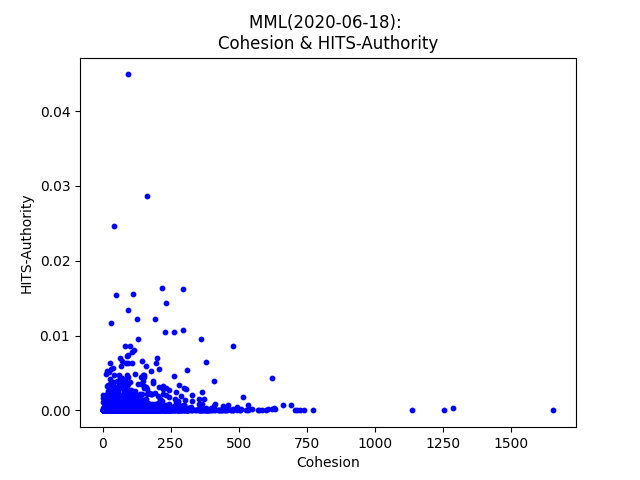 MML(2020-06-18):
Cohesion & HITS-Authority
HITS-Authority
0.04
0.03
0.02
0.01
0.00
0 250 500 750 1000 1250 1500
Cohesion